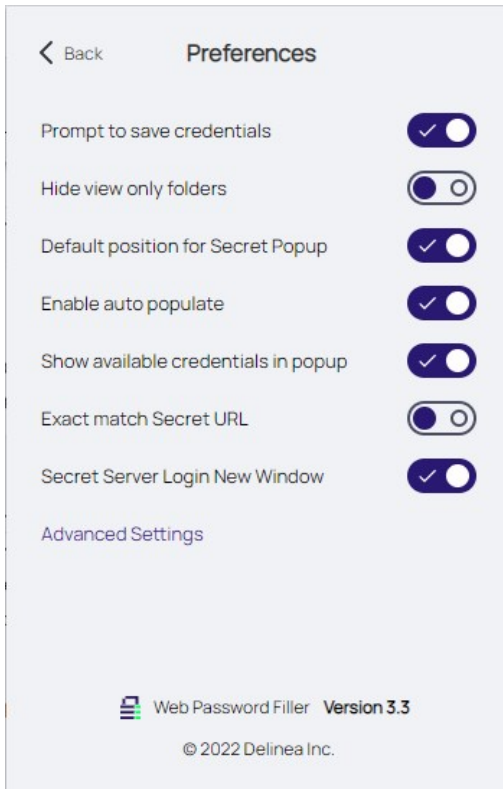 Back Preferences
Prompt to save credentials
Hide view only folders
Default position for Secret Popup
Enable auto populate
Show available credentials in popup
Exact match Secret URL
Secret Server Login New Window
Advanced Settings
Web Password Filler Version 3.3
© 2022 Delinea Inc.